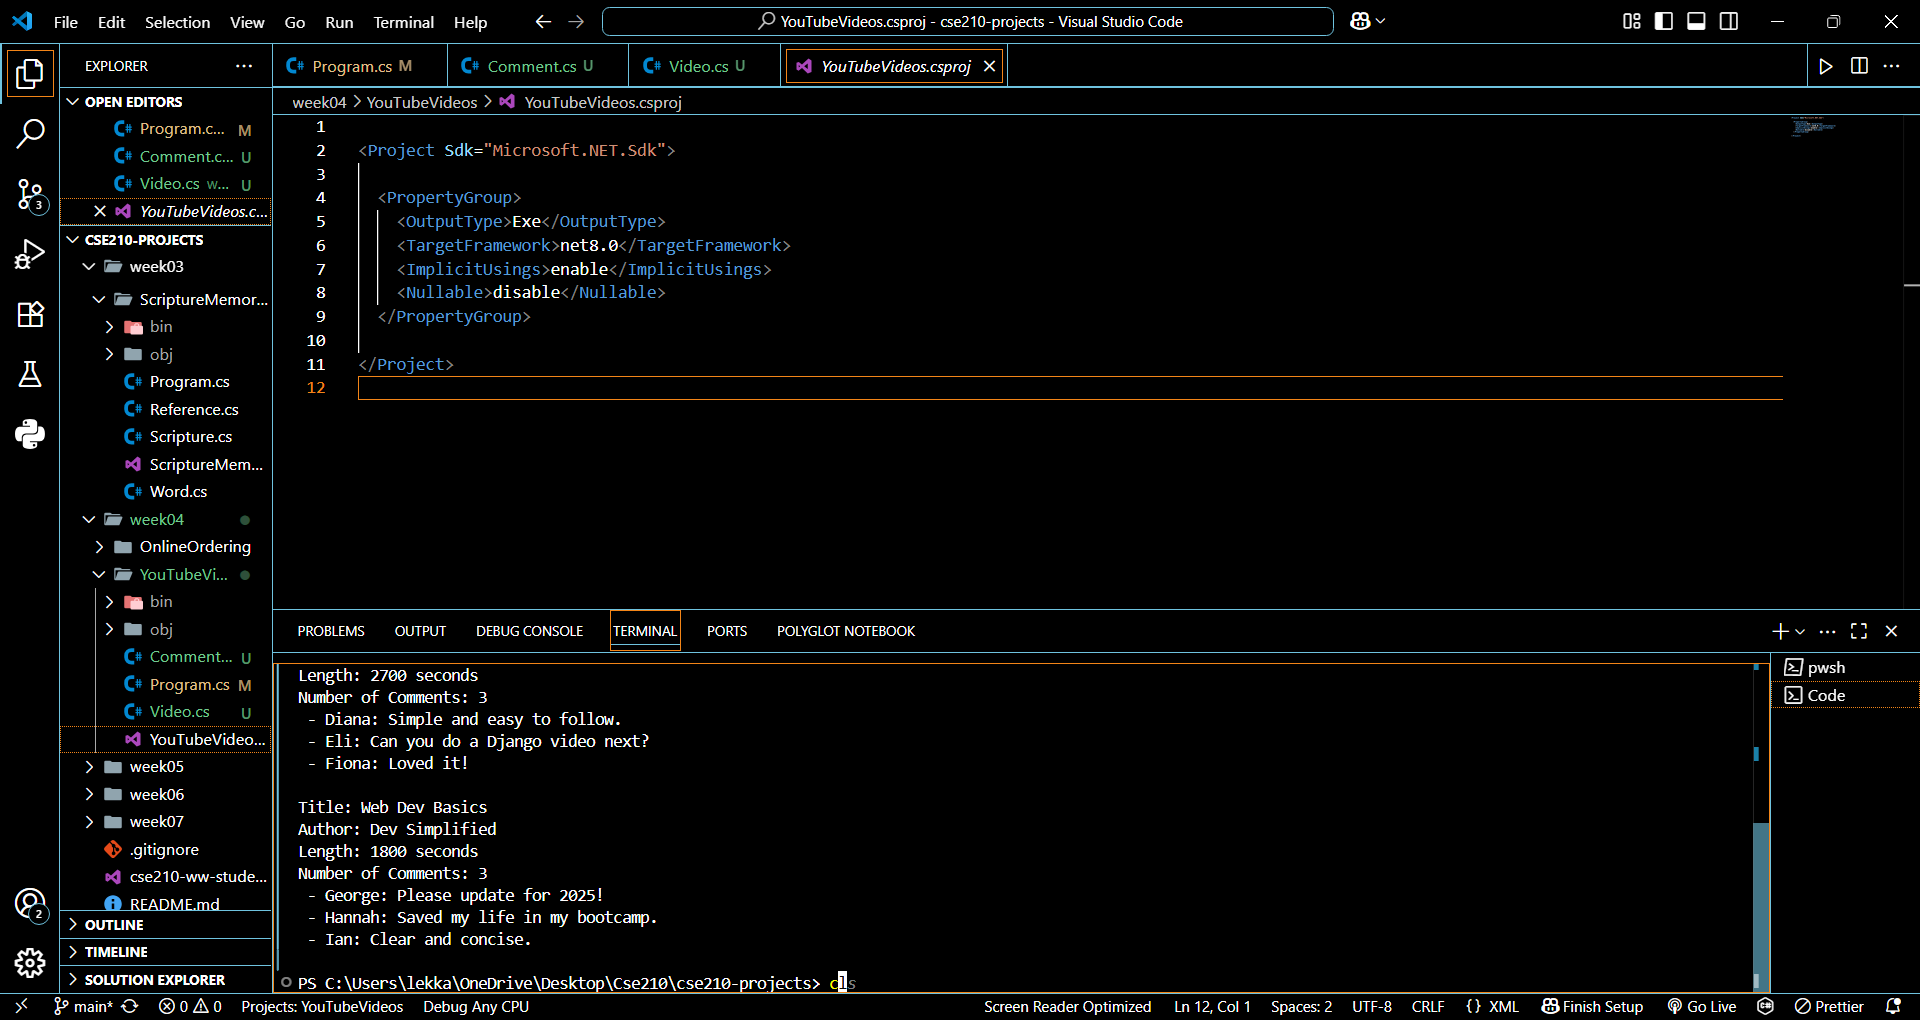 File Edit Selection View Go Run Terminal Help
YouTubeVideos.csproj - cse210-projects - Visual Studio Code
EXPLORER
OPEN EDITORS
Program.c... M
Comment.c... U
Video.cs w... U
YouTubeVideos.c...
CSE210-PROJECTS
week03
ScriptureMemor...
bin
obj
Program.cs
Reference.cs
Scripture.cs
ScriptureMem...
Word.cs
week04
OnlineOrdering
YouTubeVi...
bin
obj
Comment... U
Program.cs M
Video.cs U
YouTubeVideo...
week05
week06
week07
.gitignore
cse210-ww-stude...
README.md
OUTLINE
TIMELINE
SOLUTION EXPLORER
3
2
Program.cs M Comment.cs U Video.cs U YouTubeVideos.csproj
week04 > YouTubeVideos > YouTubeVideos.csproj
1
2 <Project Sdk="Microsoft.NET.Sdk">
3
4 <PropertyGroup>
5 <OutputType>Exe</OutputType>
6 <TargetFramework>net8.0</TargetFramework>
7 <ImplicitUsings>enable</ImplicitUsings>
8 <Nullable>disable</Nullable>
9 </PropertyGroup>
10
11 </Project>
12
PROBLEMS OUTPUT DEBUG CONSOLE TERMINAL PORTS POLYGLOT NOTEBOOK
Length: 2700 seconds
Number of Comments: 3
- Diana: Simple and easy to follow.
- Eli: Can you do a Django video next?
- Fiona: Loved it!
Title: Web Dev Basics
Author: Dev Simplified
Length: 1800 seconds
Number of Comments: 3
- George: Please update for 2025!
- Hannah: Saved my life in my bootcamp.
- Ian: Clear and concise.
PS C:\Users\lekka\OneDrive\Desktop\Cse210\cse210-projects> cls
pwsh
Code
main* 0 0 Projects: YouTubeVideos Debug Any CPU Screen Reader Optimized Ln 12, Col 1 Spaces: 2 UTF-8 CRLF {} XML Finish Setup Go Live Prettier